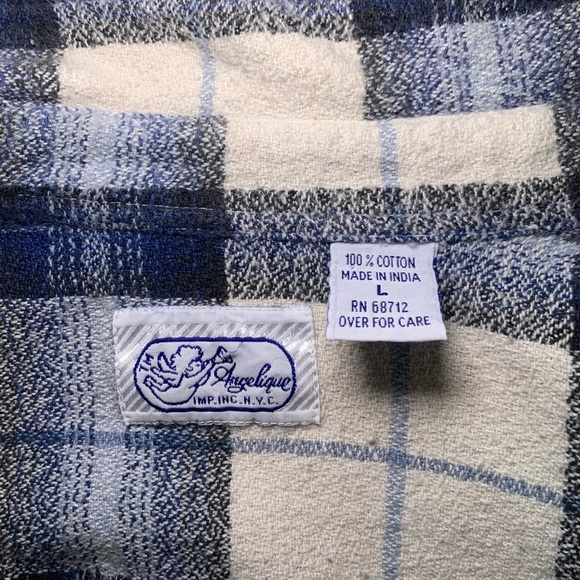 Angelique
IMP. INC. N.Y.C.
100 % COTTON
MADE IN INDIA
L
RN 68712
OVER FOR CARE